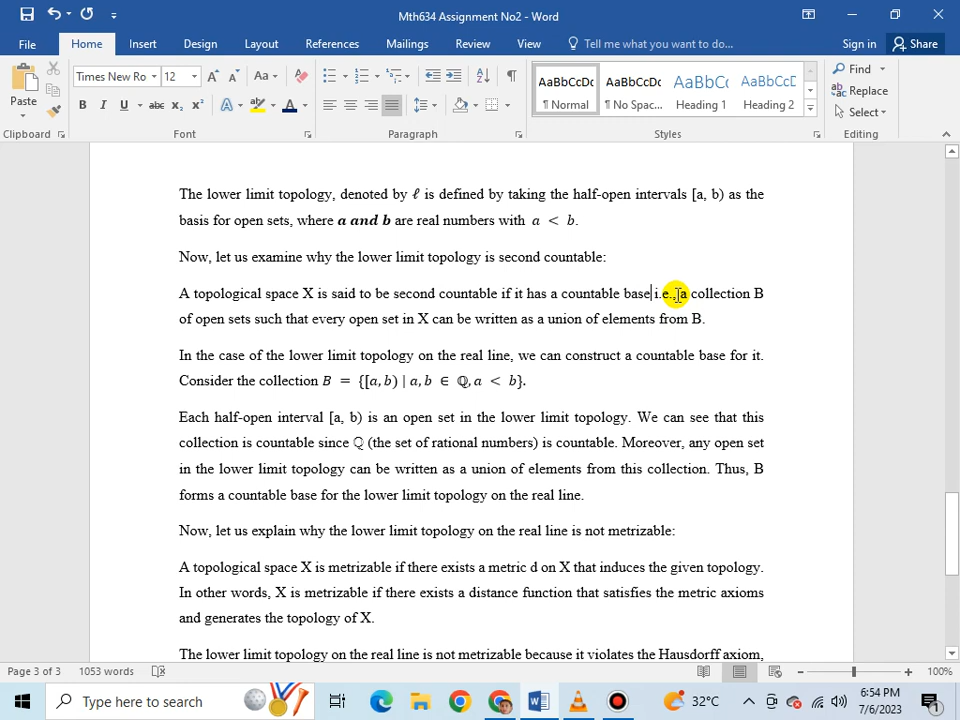 Mth634 Assignment No2 - Word
Sign in Share
File Home Insert Design Layout References Mailings Review View Tell me what you want to do...
Paste
Times New Ro 12
AaBbCcDc AaBbCcDc AaBbCc AaBbCcD
¶ Normal ¶ No Spac... Heading 1 Heading 2
Find
Replace
Select
Clipboard Font Paragraph Styles Editing
The lower limit topology, denoted by ℓ is defined by taking the half-open intervals [a, b) as the
basis for open sets, where a and b are real numbers with a < b.
Now, let us examine why the lower limit topology is second countable:
A topological space X is said to be second countable if it has a countable base i.e., a collection B
of open sets such that every open set in X can be written as a union of elements from B.
In the case of the lower limit topology on the real line, we can construct a countable base for it.
Consider the collection B = {[a, b) | a, b ∈ ℚ, a < b}.
Each half-open interval [a, b) is an open set in the lower limit topology. We can see that this
collection is countable since ℚ (the set of rational numbers) is countable. Moreover, any open set
in the lower limit topology can be written as a union of elements from this collection. Thus, B
forms a countable base for the lower limit topology on the real line.
Now, let us explain why the lower limit topology on the real line is not metrizable:
A topological space X is metrizable if there exists a metric d on X that induces the given topology.
In other words, X is metrizable if there exists a distance function that satisfies the metric axioms
and generates the topology of X.
The lower limit topology on the real line is not metrizable because it violates the Hausdorff axiom,
Page 3 of 3 1053 words 100%
Type here to search
32°C
6:54 PM
7/6/2023
1